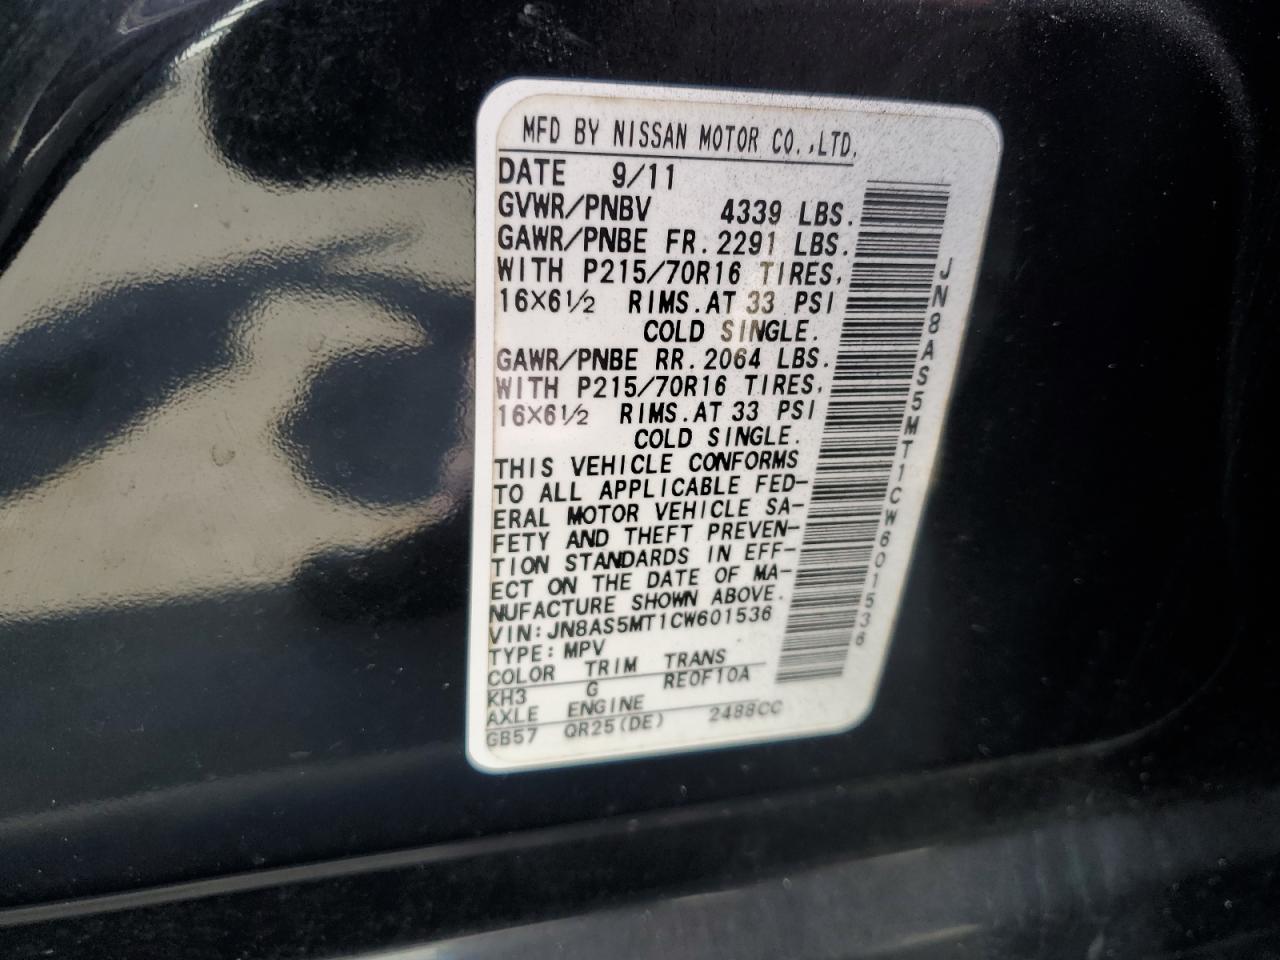 MFD BY NISSAN MOTOR CO.,LTD.
DATE 9/11
GVWR/PNBV 4339 LBS.
GAWR/PNBE FR.2291 LBS.
WITH P215/70R16 TIRES,
16×6½ RIMS.AT 33 PSI
COLD SINGLE.
GAWR/PNBE RR.2064 LBS.
WITH P215/70R16 TIRES,
16×6½ RIMS.AT 33 PSI
COLD SINGLE.
THIS VEHICLE CONFORMS
TO ALL APPLICABLE FED-
ERAL MOTOR VEHICLE SA-
FETY AND THEFT PREVEN-
TION STANDARDS IN EFF-
ECT ON THE DATE OF MA-
NUFACTURE SHOWN ABOVE.
VIN:JN8AS5MT1CW601536
TYPE:MPV
COLOR TRIM TRANS
KH3 G RE0F10A
AXLE ENGINE
GB57 QR25(DE) 2488CC
JN8AS5MT1CW601536